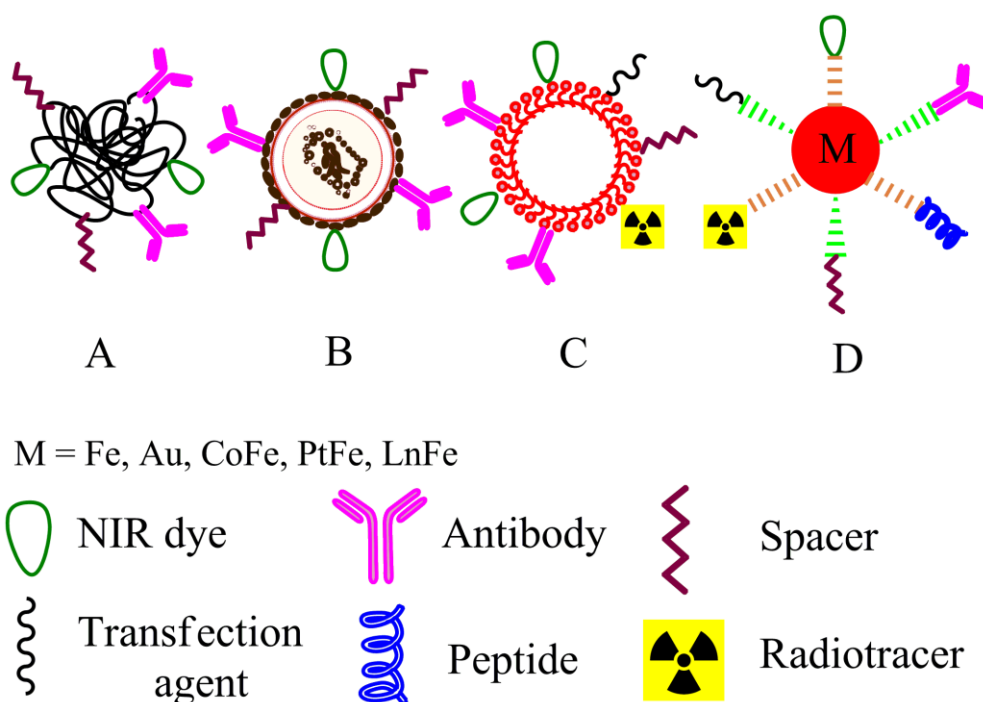 M
A
B
C
D
M = Fe, Au, CoFe, PtFe, LnFe
NIR dye
Antibody
Spacer
Transfection
agent
Peptide
Radiotracer